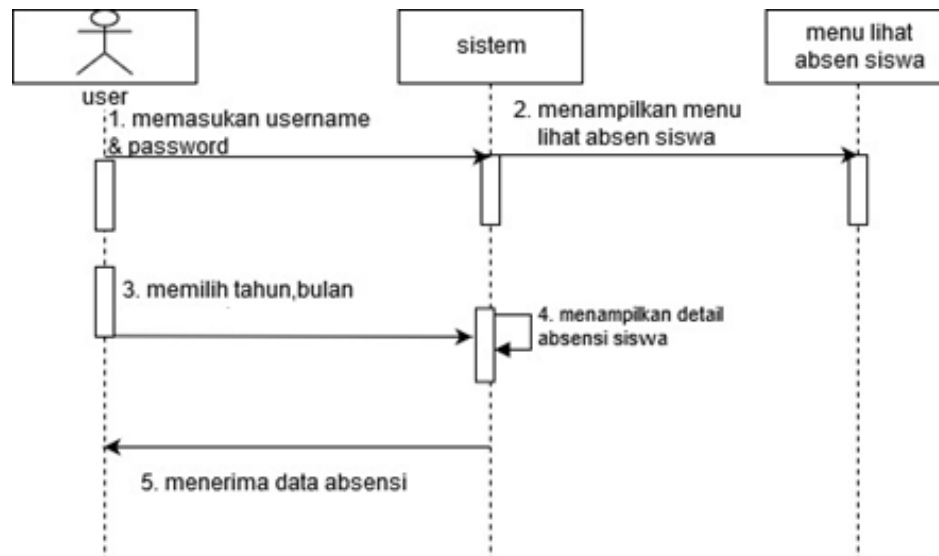 user
sistem
menu lihat
absen siswa
1. memasukan username
& password
2. menampilkan menu
lihat absen siswa
3. memilih tahun,bulan
4. menampilkan detail
absensi siswa
5. menerima data absensi